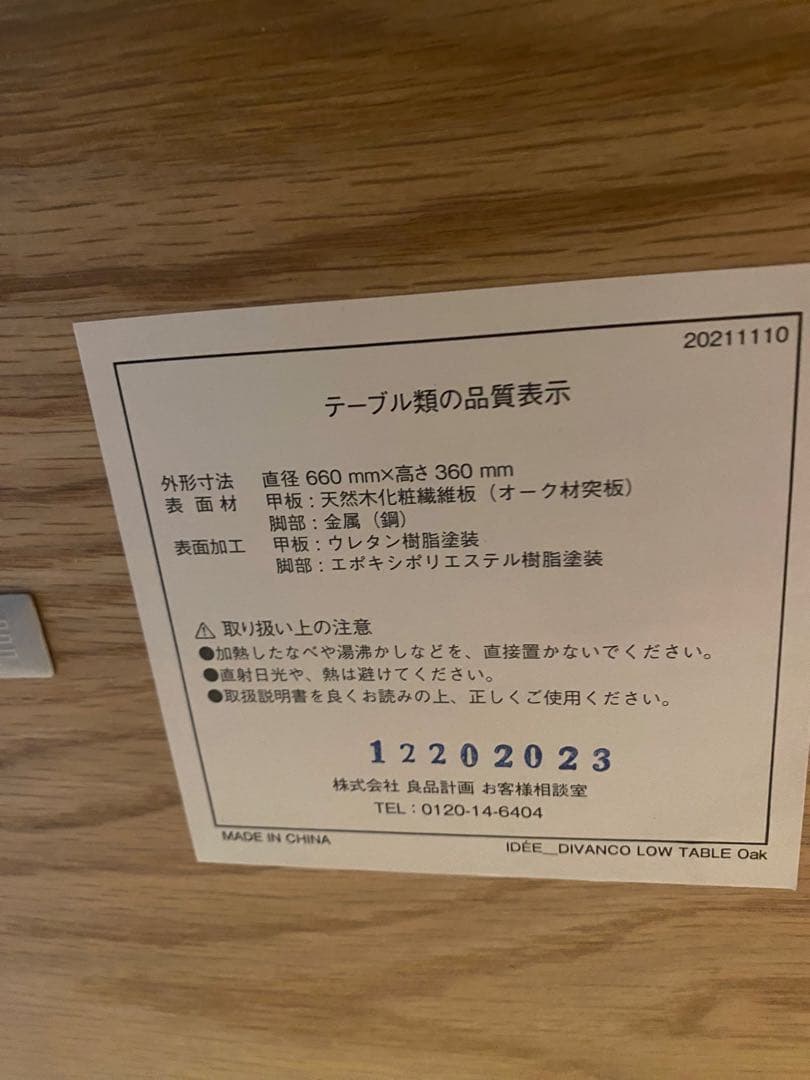 20211110
テーブル類の品質表示
外形寸法 直径 660 mm×高さ 360 mm
表面材 甲板：天然木化粧繊維板（オーク材突板）
脚部：金属（鋼）
表面加工 甲板：ウレタン樹脂塗装
脚部：エポキシポリエステル樹脂塗装
⚠ 取り扱い上の注意
●加熱したなべや湯沸かしなどを、直接置かないでください。
●直射日光や、熱は避けてください。
●取扱説明書を良くお読みの上、正しくご使用ください。
12202023
株式会社 良品計画 お客様相談室
TEL：0120-14-6404
MADE IN CHINA
IDÉE__DIVANCO LOW TABLE Oak